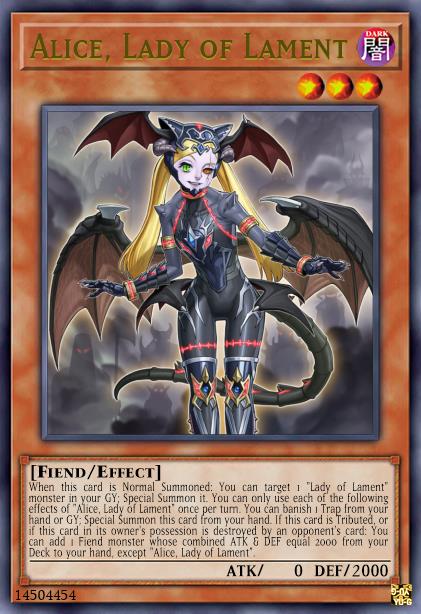 Alice, Lady of Lament
DARK
闇
[Fiend/Effect]
When this card is Normal Summoned: You can target 1 "Lady of Lament"
monster in your GY; Special Summon it. You can only use each of the following
effects of "Alice, Lady of Lament" once per turn. You can banish 1 Trap from your
hand or GY; Special Summon this card from your hand. If this card is Tributed, or
if this card in its owner's possession is destroyed by an opponent's card: You
can add 1 Fiend monster whose combined ATK & DEF equal 2000 from your
Deck to your hand, except "Alice, Lady of Lament".
ATK/ 0 DEF/2000
14504454